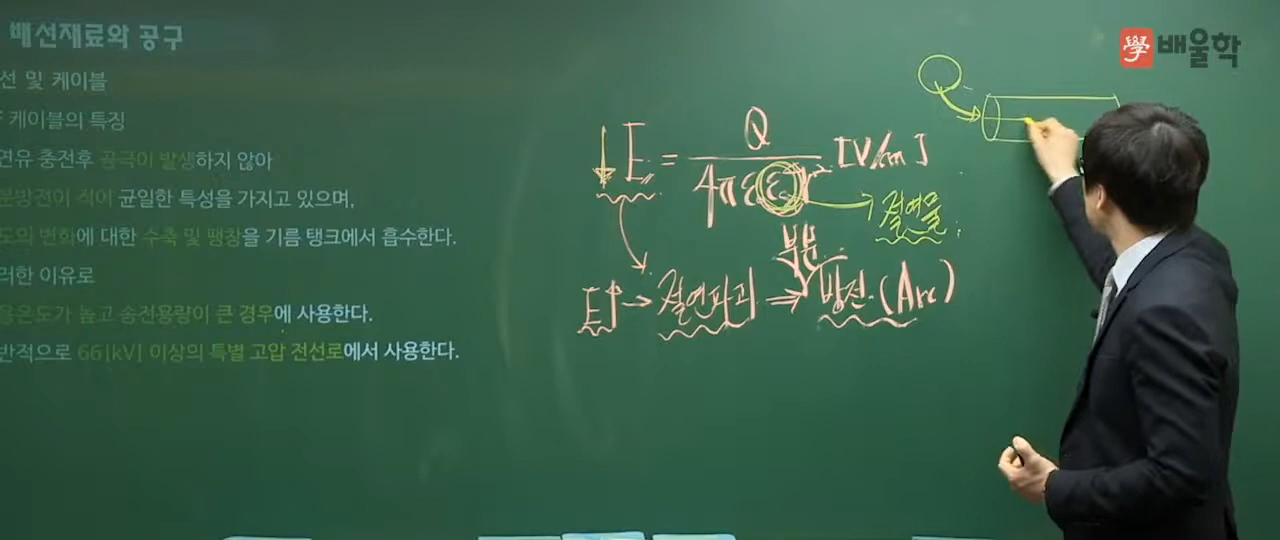 배선재료와 공구
선 및 케이블
케이블의 특징
연유 충전후 공극이 발생하지 않아
분방전이 적어 균일한 특성을 가지고 있으며,
도의 변화에 대한 수축 및 팽창을 기름 탱크에서 흡수한다.
러한 이유로
용온도가 높고 송전용량이 큰 경우에 사용한다.
반적으로 66[kV] 이상의 특별 고압 전선로에서 사용한다.
↓E = Q / 4πεεr² [V/m]
→ 절연물
부분
E↑ → 절연파괴 ⇒ 방전 (Arc)
學 배울학